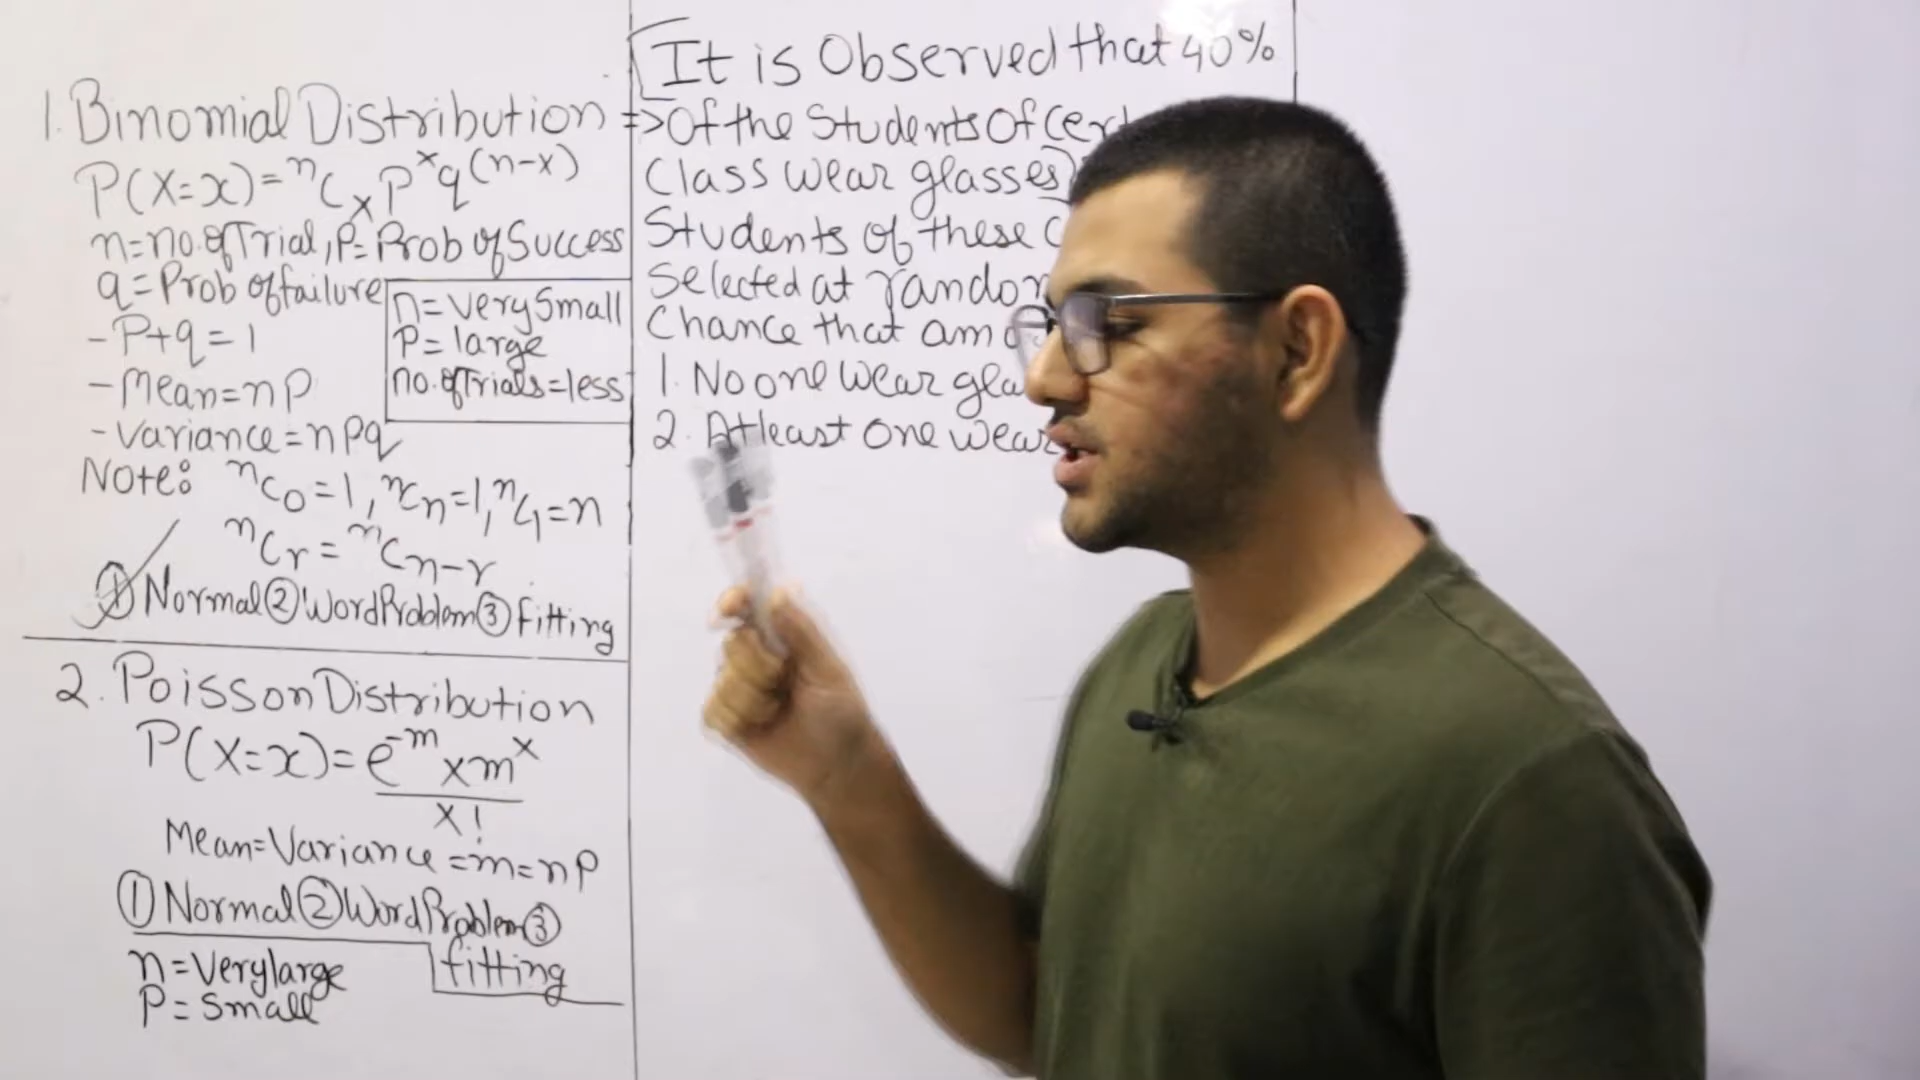 1. Binomial Distribution =>
P(X=x)=ⁿCₓ Pˣ q⁽ⁿ⁻ˣ⁾
n=no.ofTrial, P=Prob of Success
q=Prob of failure
n=very Small
P=large
no.of Trials=less
-P+q=1
-Mean=np
-Variance=npq
Note: ⁿC₀=1, ⁿCₙ=1, ⁿC₁=n
ⁿCᵣ=ⁿCₙ₋ᵣ
① Normal ② Word Problem ③ fitting
2. Poisson Distribution
P(X=x)=e⁻ᵐ x mˣ
x!
Mean=Variance=m=np
① Normal ② Word Problem ③
fitting
n=Very large
P=Small
It is Observed that 40%
Of the Students Of
Class wear glasses
Students of these
Selected at
Chance that
1. No one wear
2. Atleast one wear